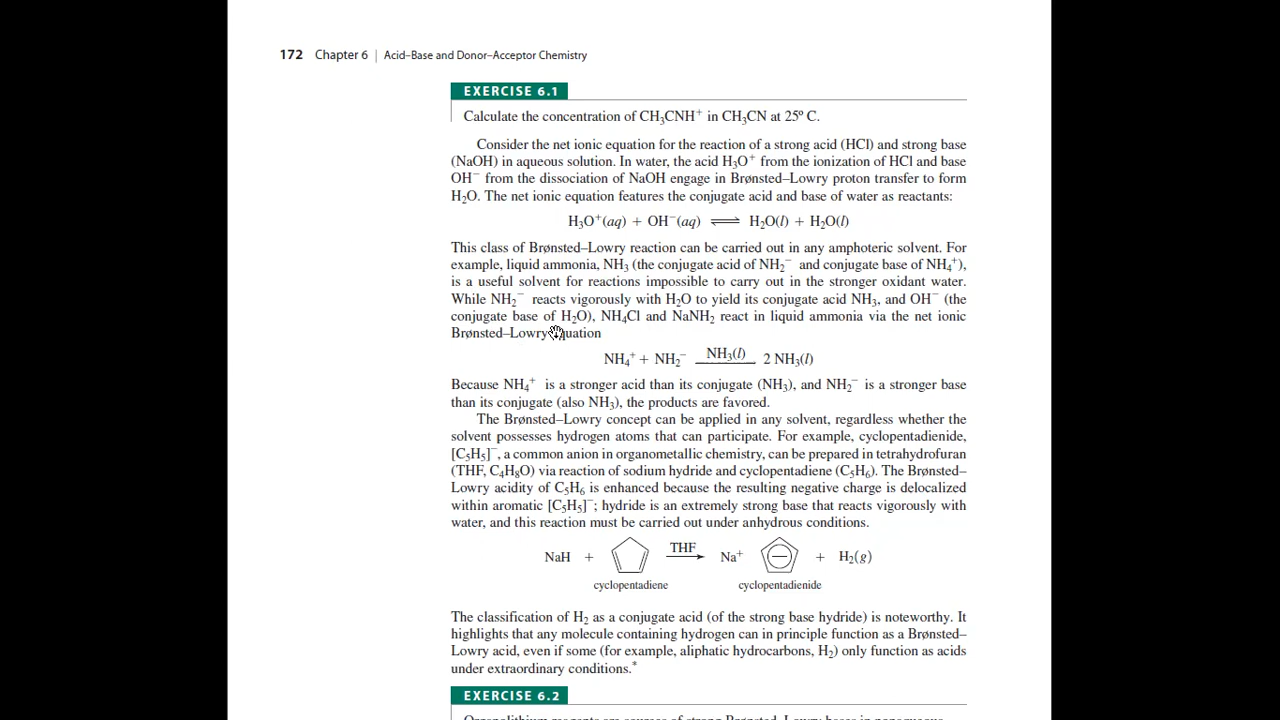 172 Chapter 6 | Acid–Base and Donor–Acceptor Chemistry
EXERCISE 6.1
Calculate the concentration of CH₃CNH⁺ in CH₃CN at 25° C.
Consider the net ionic equation for the reaction of a strong acid (HCl) and strong base
(NaOH) in aqueous solution. In water, the acid H₃O⁺ from the ionization of HCl and base
OH⁻ from the dissociation of NaOH engage in Brønsted–Lowry proton transfer to form
H₂O. The net ionic equation features the conjugate acid and base of water as reactants:
H₃O⁺(aq) + OH⁻(aq) ⇌ H₂O(l) + H₂O(l)
This class of Brønsted–Lowry reaction can be carried out in any amphoteric solvent. For
example, liquid ammonia, NH₃ (the conjugate acid of NH₂⁻ and conjugate base of NH₄⁺),
is a useful solvent for reactions impossible to carry out in the stronger oxidant water.
While NH₂⁻ reacts vigorously with H₂O to yield its conjugate acid NH₃, and OH⁻ (the
conjugate base of H₂O), NH₄Cl and NaNH₂ react in liquid ammonia via the net ionic
Brønsted–Lowry equation
NH₄⁺ + NH₂⁻ NH₃(l) 2 NH₃(l)
Because NH₄⁺ is a stronger acid than its conjugate (NH₃), and NH₂⁻ is a stronger base
than its conjugate (also NH₃), the products are favored.
The Brønsted–Lowry concept can be applied in any solvent, regardless whether the
solvent possesses hydrogen atoms that can participate. For example, cyclopentadienide,
[C₅H₅]⁻, a common anion in organometallic chemistry, can be prepared in tetrahydrofuran
(THF, C₄H₈O) via reaction of sodium hydride and cyclopentadiene (C₅H₆). The Brønsted–
Lowry acidity of C₅H₆ is enhanced because the resulting negative charge is delocalized
within aromatic [C₅H₅]⁻; hydride is an extremely strong base that reacts vigorously with
water, and this reaction must be carried out under anhydrous conditions.
NaH + THF → Na⁺ − + H₂(g)
cyclopentadiene cyclopentadienide
The classification of H₂ as a conjugate acid (of the strong base hydride) is noteworthy. It
highlights that any molecule containing hydrogen can in principle function as a Brønsted–
Lowry acid, even if some (for example, aliphatic hydrocarbons, H₂) only function as acids
under extraordinary conditions.*
EXERCISE 6.2